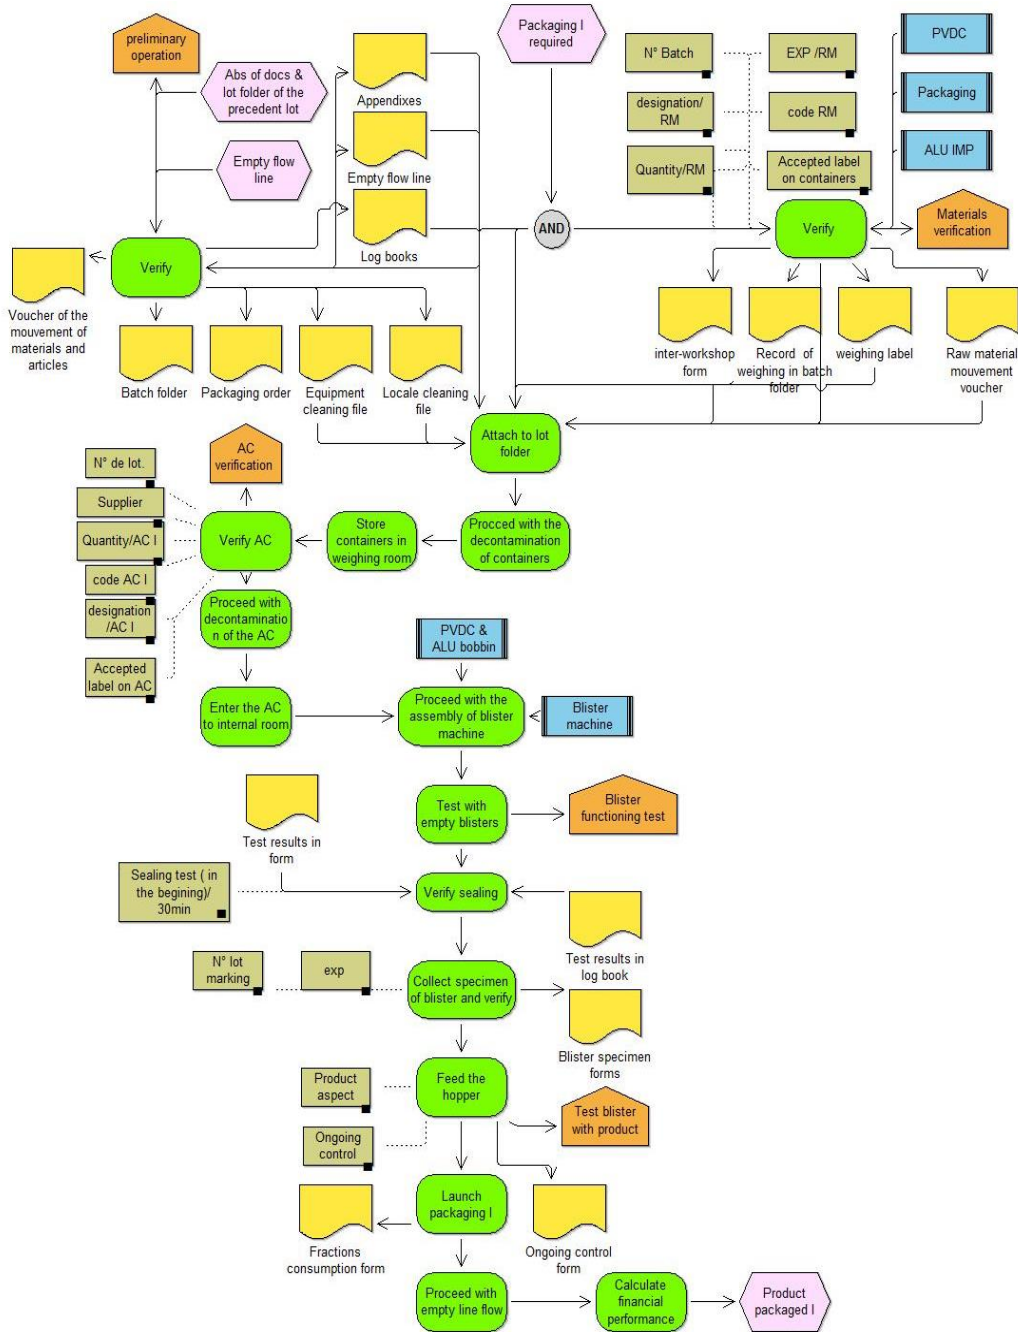 preliminary
operation
Abs of docs &
lot folder of the
precedent lot
Empty flow
line
Appendixes
Empty flow line
Log books
Packaging I
required
N° Batch
EXP /RM
designation/
RM
code RM
Quantity/RM
Accepted label
on containers
PVDC
Packaging
ALU IMP
Verify
AND
Verify
Materials
verification
Voucher of the
mouvement of
materials and
articles
Batch folder
Packaging order
Equipment
cleaning file
Locale cleaning
file
inter-workshop
form
Record of
weighing in batch
folder
weighing label
Raw material
mouvement
voucher
Attach to lot
folder
AC
verification
N° de lot.
Supplier
Quantity/AC I
code AC I
designation
/AC I
Accepted
label on AC
Verify AC
Store
containers in
weighing room
Procced with the
decontamination
of containers
Proceed with
decontaminatio
n of the AC
PVDC &
ALU bobbin
Enter the AC
to internal room
Proceed with the
assembly of blister
machine
Blister
machine
Test with
empty blisters
Blister
functioning test
Test results in
form
Sealing test ( in
the begining)/
30min
Verify sealing
Test results in
log book
N° lot
marking
exp
Collect specimen
of blister and verify
Blister specimen
forms
Product
aspect
Feed the
hopper
Test blister
with product
Ongoing
control
Launch
packaging I
Fractions
consumption form
Ongoing control
form
Proceed with
empty line flow
Calculate
financial
performance
Product
packaged I